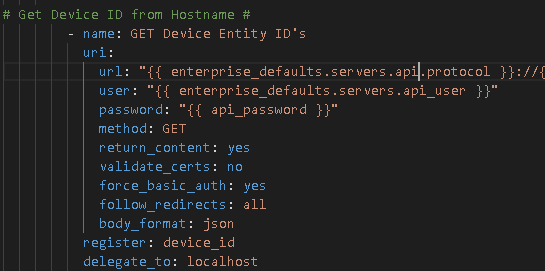 # Get Device ID from Hostname #
- name: GET Device Entity ID's
uri:
url: "{{ enterprise_defaults.servers.api.protocol }}://{
user: "{{ enterprise_defaults.servers.api_user }}"
password: "{{ api_password }}"
method: GET
return_content: yes
validate_certs: no
force_basic_auth: yes
follow_redirects: all
body_format: json
register: device_id
delegate_to: localhost